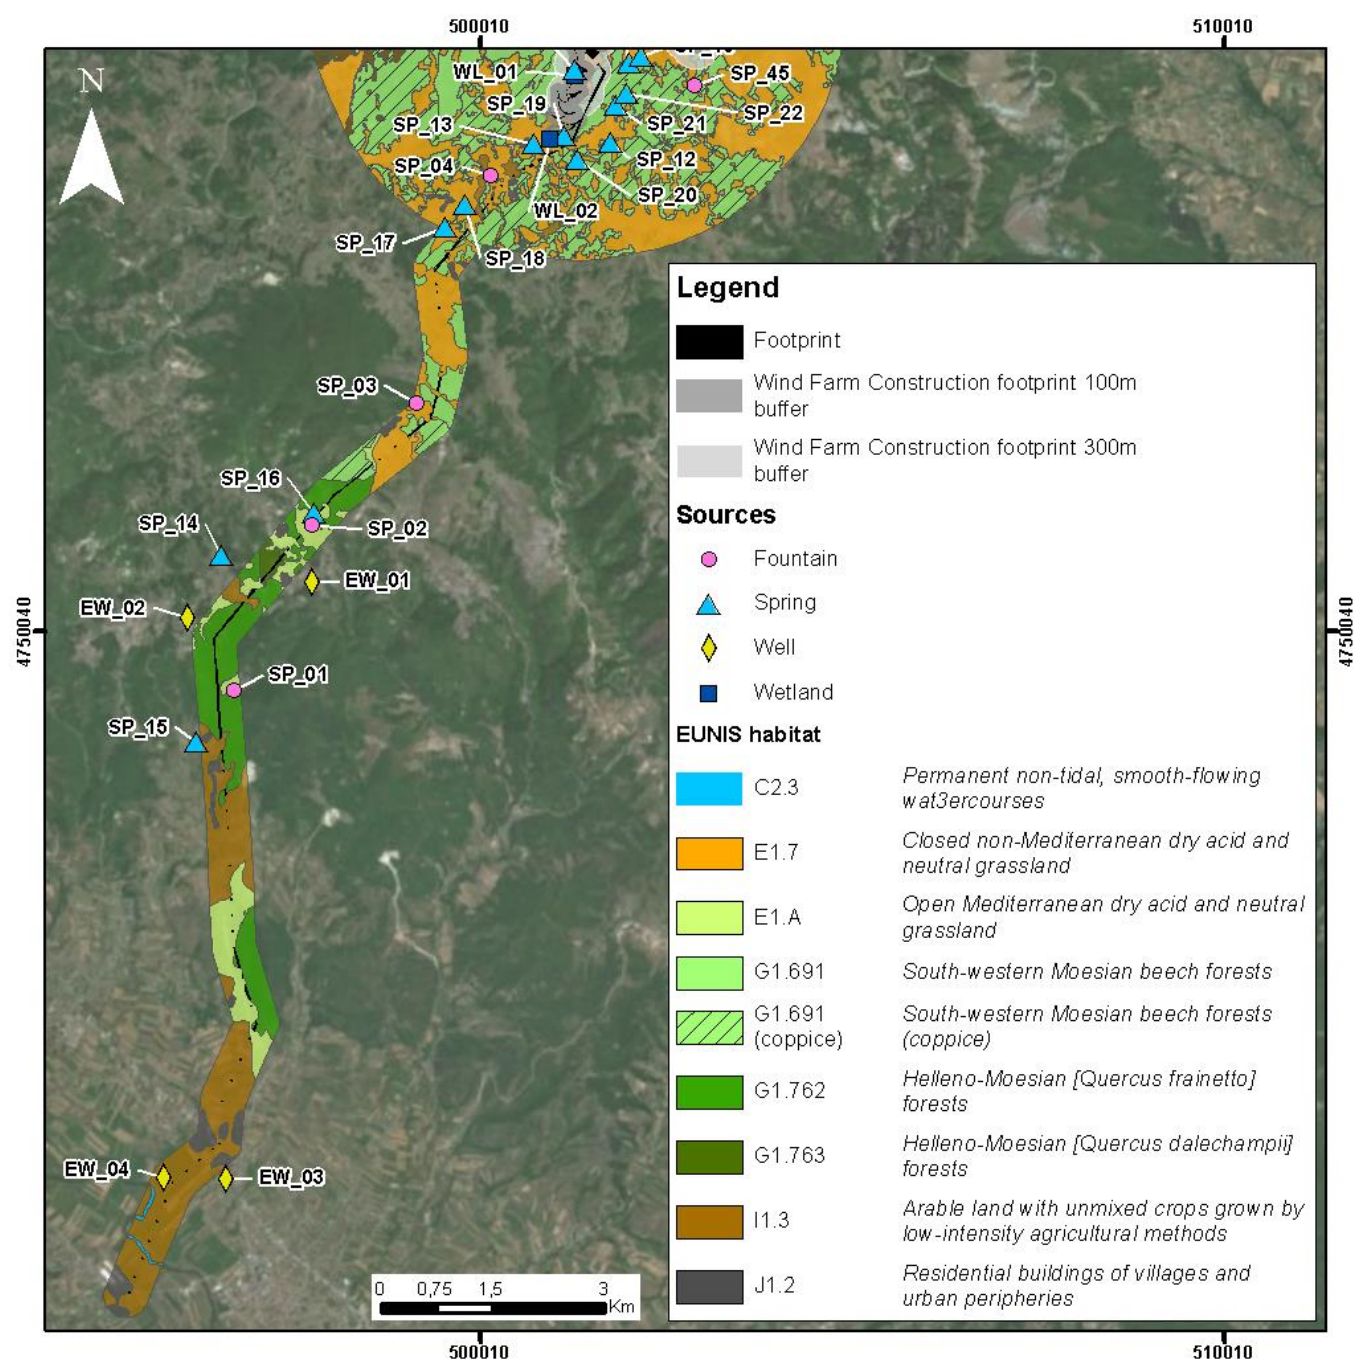 500010
510010
N
WL_01
SP_45
SP_19
SP_22
SP_13
SP_21
SP_04
SP_12
SP_20
WL_02
SP_17
SP_18
SP_03
SP_16
SP_02
SP_14
EW_01
EW_02
4750040
4750040
SP_01
SP_15
EW_04
EW_03
Legend
Footprint
Wind Farm Construction footprint 100m
buffer
Wind Farm Construction footprint 300m
buffer
Sources
Fountain
Spring
Well
Wetland
EUNIS habitat
C2.3 Permanent non-tidal, smooth-flowing
wat3ercourses
E1.7 Closed non-Mediterranean dry acid and
neutral grassland
E1.A Open Mediterranean dry acid and neutral
grassland
G1.691 South-western Moesian beech forests
G1.691 South-western Moesian beech forests
(coppice) (coppice)
G1.762 Helleno-Moesian [Quercus frainetto]
forests
G1.763 Helleno-Moesian [Quercus dalechampii]
forests
I1.3 Arable land with unmixed crops grown by
low-intensity agricultural methods
J1.2 Residential buildings of villages and
urban peripheries
0 0,75 1,5 3
Km
500010
510010